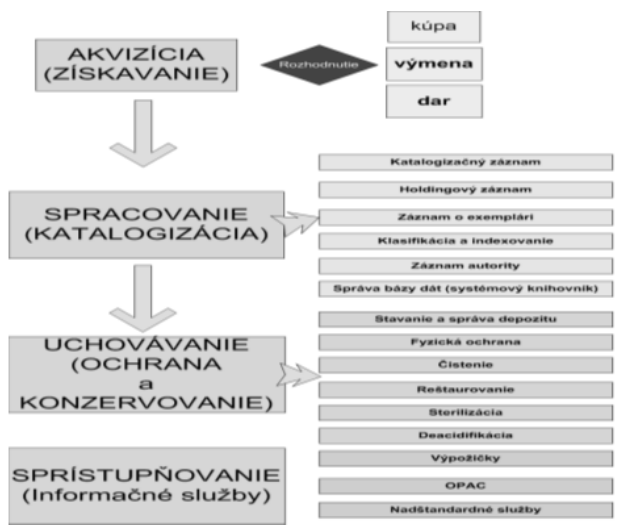 AKVIZÍCIA
(ZÍSKAVANIE)
Rozhodnutie
kúpa
výmena
dar
SPRACOVANIE
(KATALOGIZÁCIA)
Katalogizačný záznam
Holdingový záznam
Záznam o exemplári
Klasifikácia a indexovanie
Záznam autority
Správa bázy dát (systémový knihovník)
UCHOVÁVANIE
(OCHRANA
a
KONZERVOVANIE)
Stavanie a správa depozitu
Fyzická ochrana
Čistenie
Reštaurovanie
Sterilizácia
Deacidifikácia
SPRÍSTUPŇOVANIE
(Informačné služby)
Výpožičky
OPAC
Nadštandardné služby